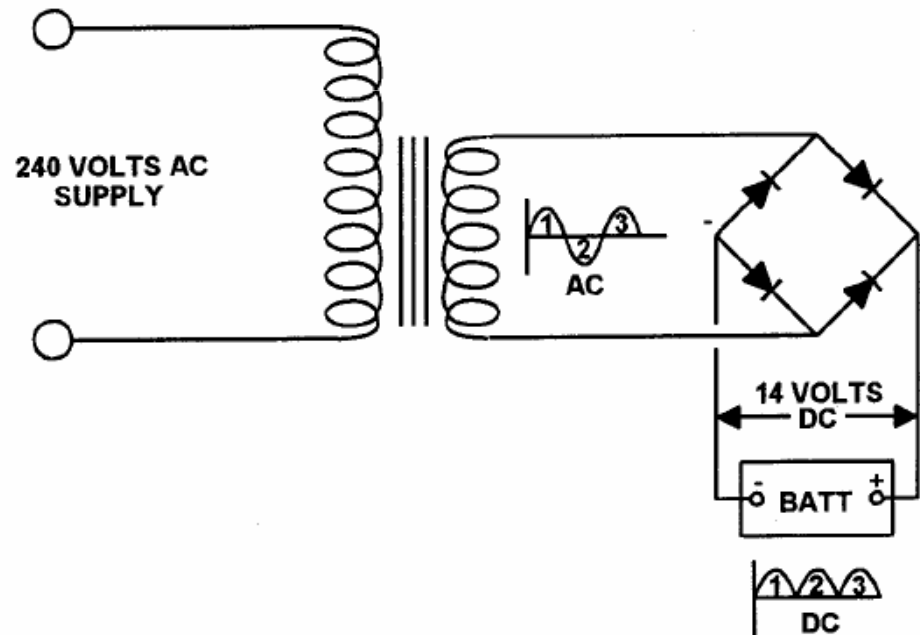 240 VOLTS AC
SUPPLY
1
2
3
AC
-
14 VOLTS
DC
- BATT +
1 2 3
DC